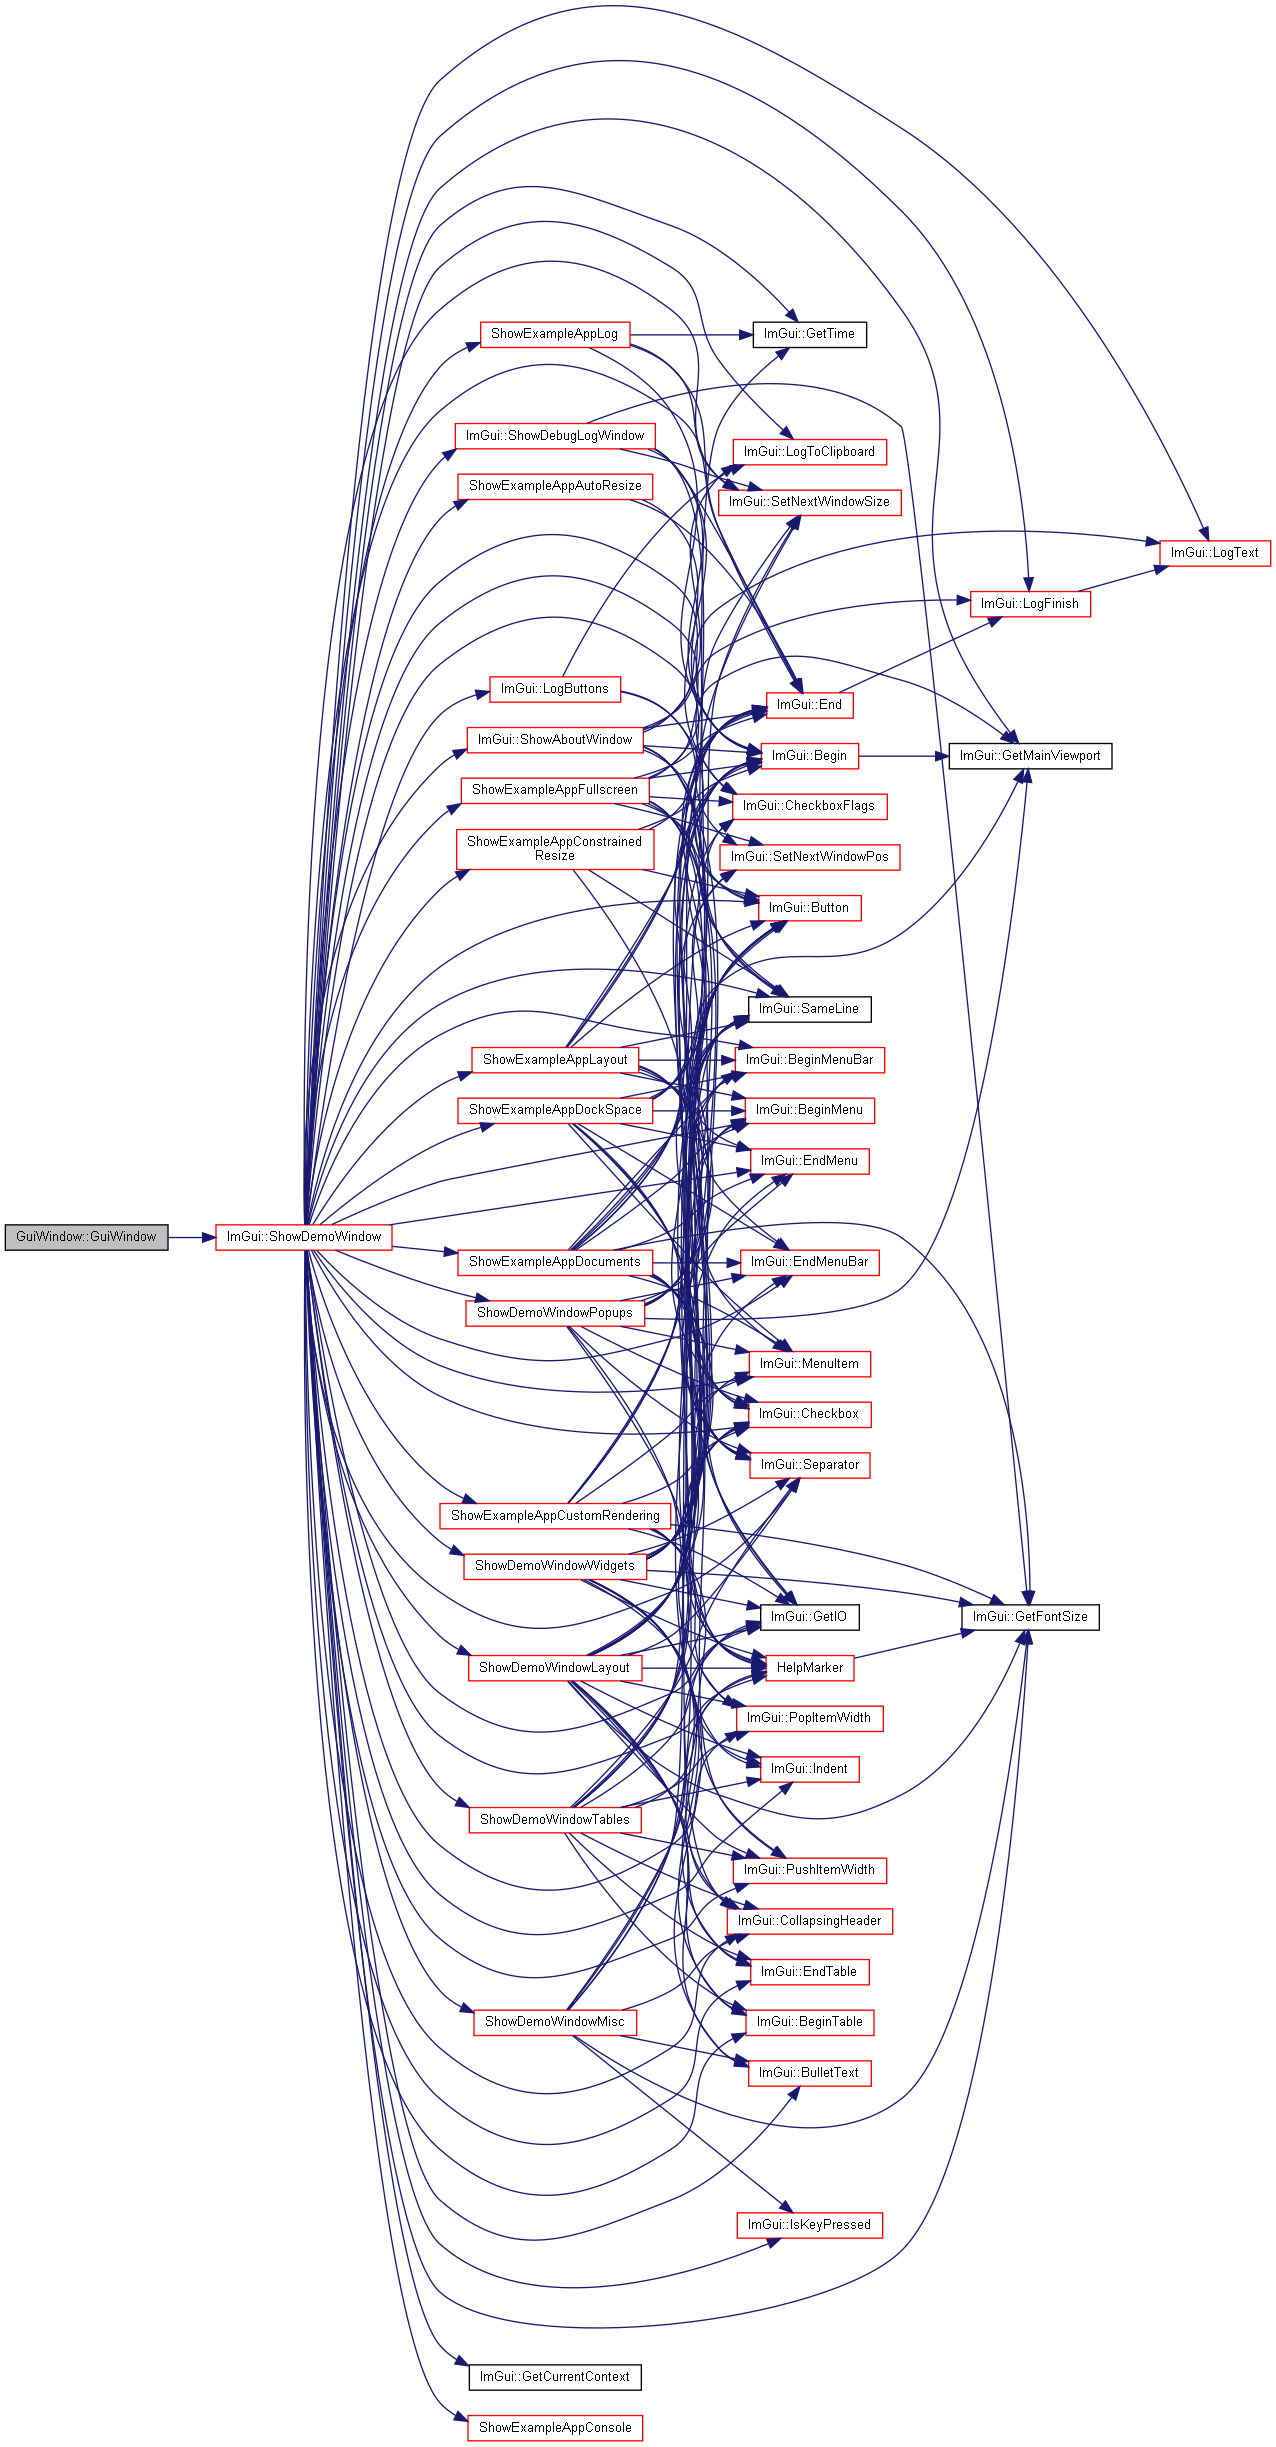 ShowExampleAppLog
ImGui::GetTime
ImGui::ShowDebugLogWindow
ImGui::LogToClipboard
ShowExampleAppAutoResize
ImGui::SetNextWindowSize
ImGui::LogText
ImGui::LogFinish
ImGui::LogButtons
ImGui::End
ImGui::ShowAboutWindow
ImGui::Begin
ImGui::GetMainViewport
ShowExampleAppFullscreen
ImGui::CheckboxFlags
ShowExampleAppConstrained
Resize
ImGui::SetNextWindowPos
ImGui::Button
ImGui::SameLine
ShowExampleAppLayout
ImGui::BeginMenuBar
ShowExampleAppDockSpace
ImGui::BeginMenu
ImGui::EndMenu
GuiWindow::GuiWindow
ImGui::ShowDemoWindow
ShowExampleAppDocuments
ImGui::EndMenuBar
ShowDemoWindowPopups
ImGui::MenuItem
ImGui::Checkbox
ImGui::Separator
ShowExampleAppCustomRendering
ShowDemoWindowWidgets
ImGui::GetIO
ImGui::GetFontSize
ShowDemoWindowLayout
HelpMarker
ImGui::PopItemWidth
ImGui::Indent
ShowDemoWindowTables
ImGui::PushItemWidth
ImGui::CollapsingHeader
ImGui::EndTable
ShowDemoWindowMisc
ImGui::BeginTable
ImGui::BulletText
ImGui::IsKeyPressed
ImGui::GetCurrentContext
ShowExampleAppConsole